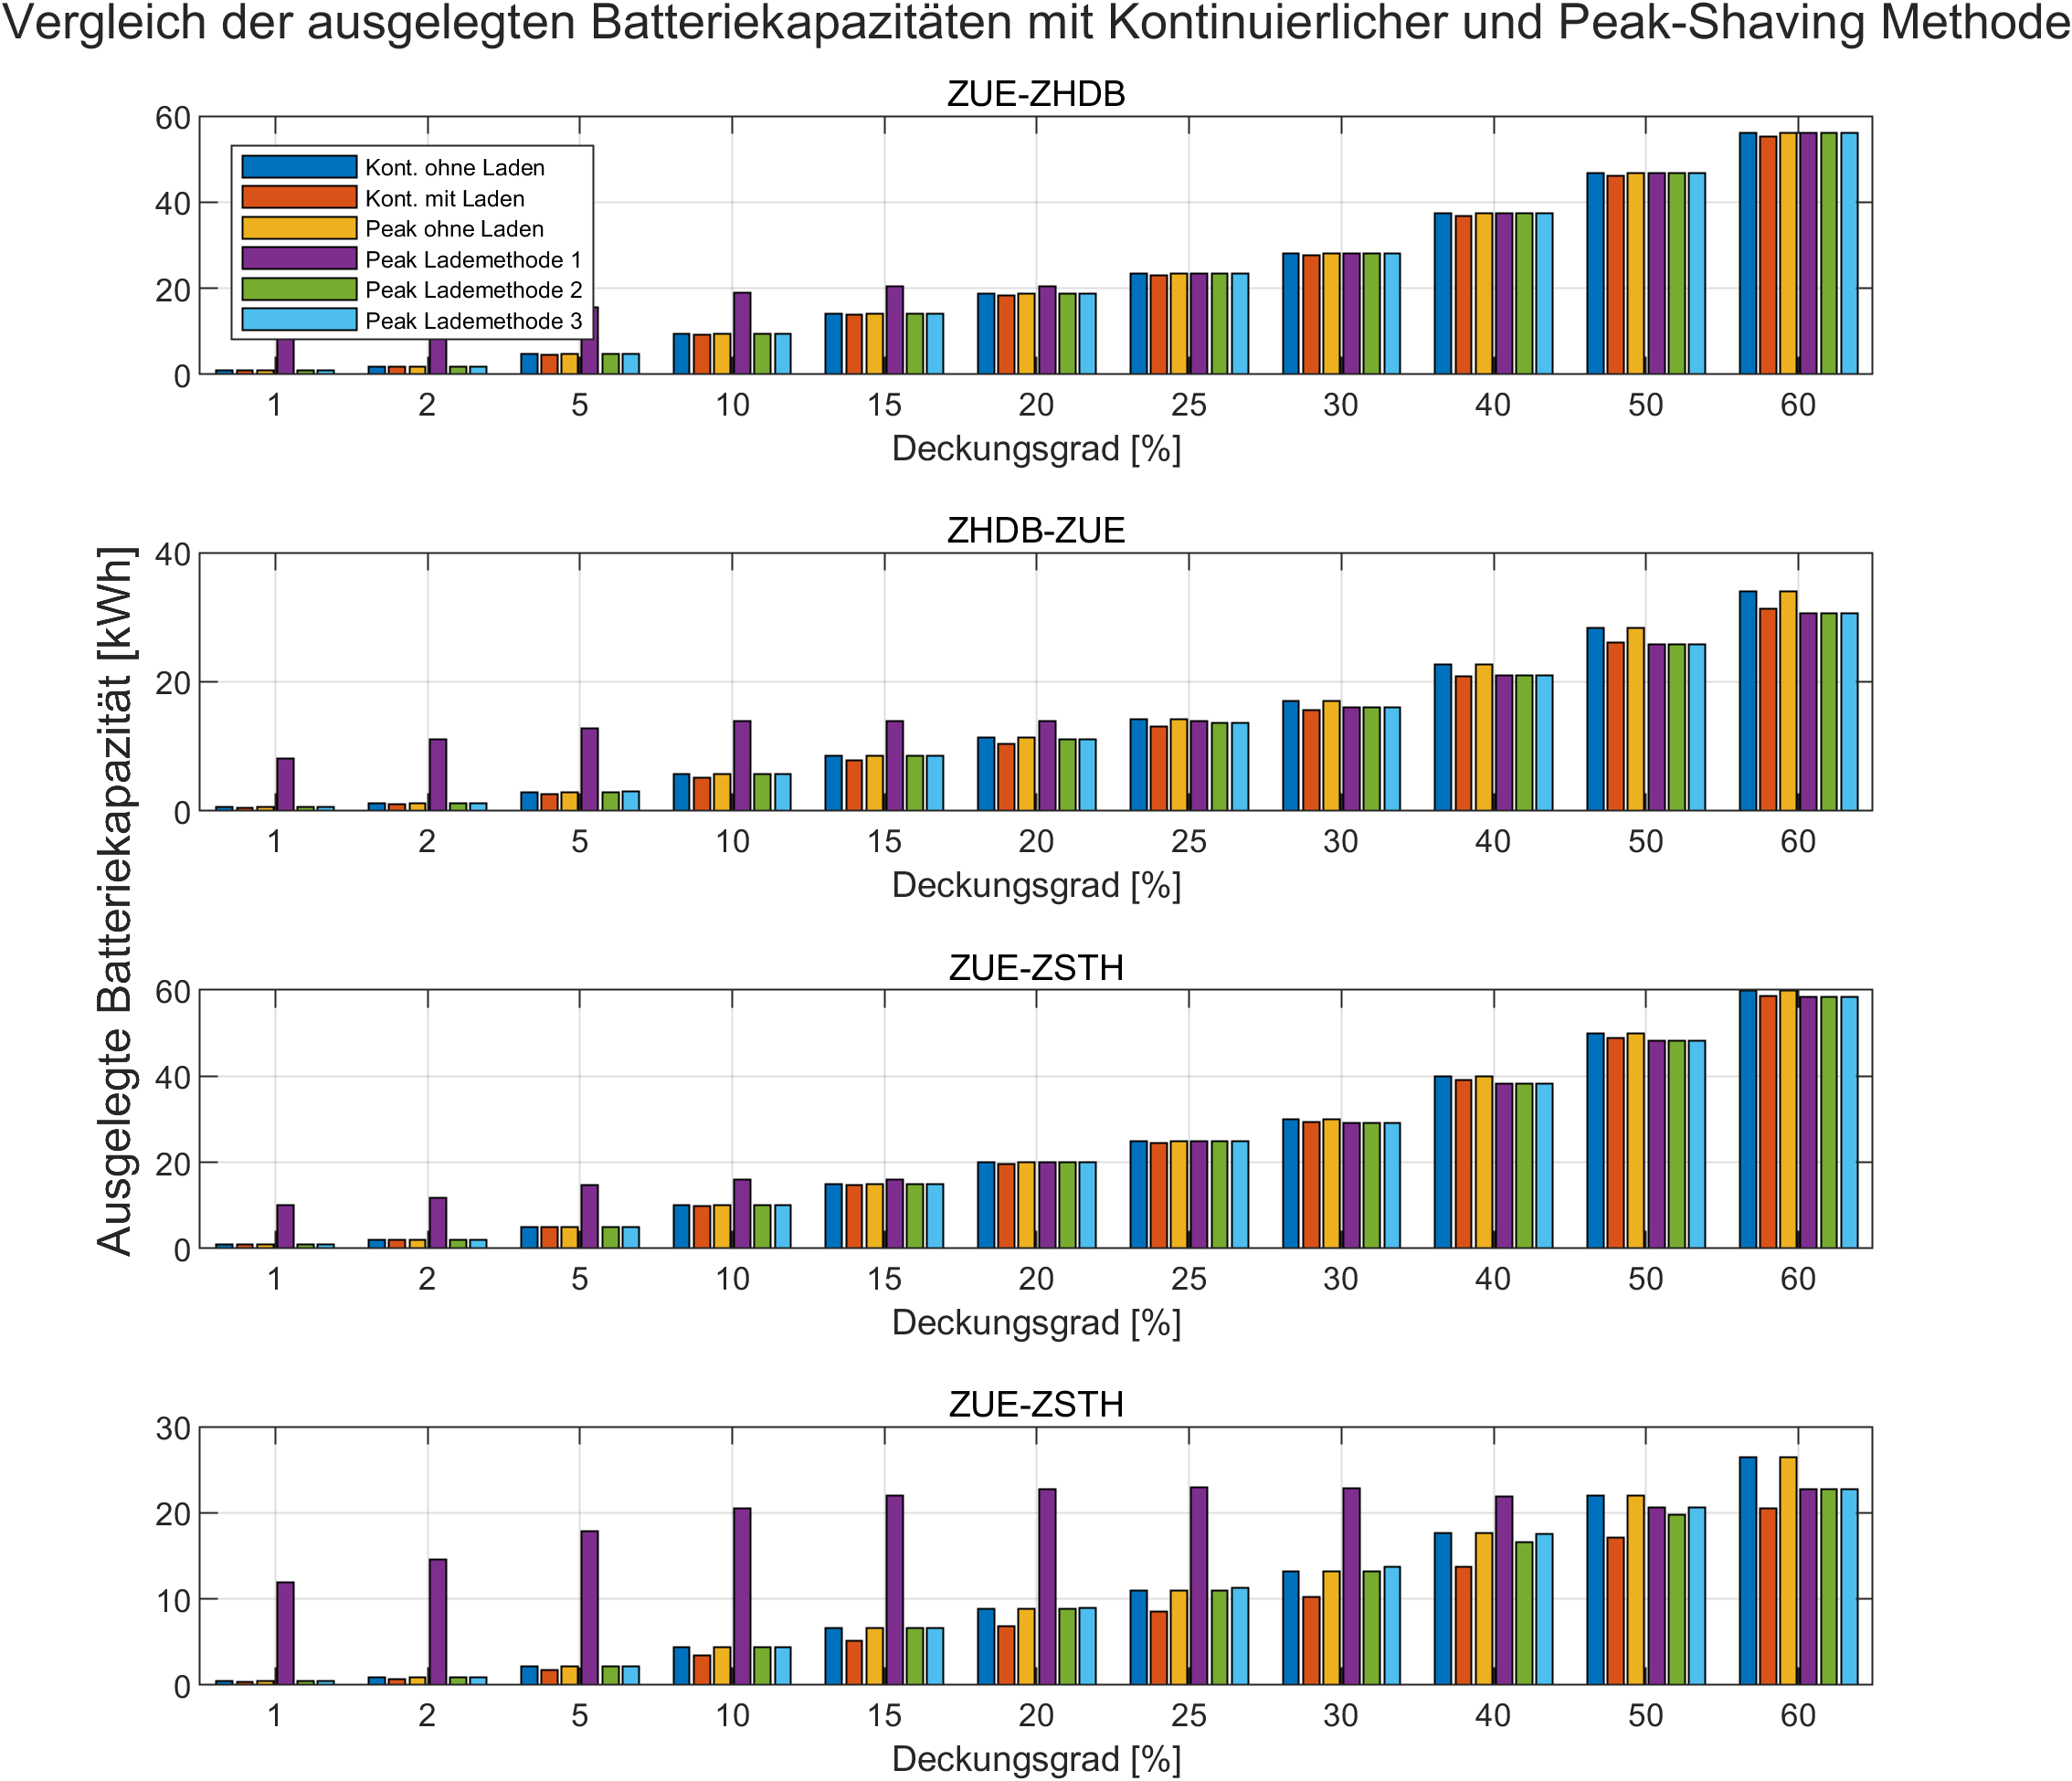 Vergleich der ausgelegten Batteriekapazitäten mit Kontinuierlicher und Peak-Shaving Methode
Ausgelegte Batteriekapazität [kWh]
ZUE-ZHDB
60
40
20
0
Kont. ohne Laden
Kont. mit Laden
Peak ohne Laden
Peak Lademethode 1
Peak Lademethode 2
Peak Lademethode 3
1 2 5 10 15 20 25 30 40 50 60
Deckungsgrad [%]
ZHDB-ZUE
40
20
0
1 2 5 10 15 20 25 30 40 50 60
Deckungsgrad [%]
ZUE-ZSTH
60
40
20
0
1 2 5 10 15 20 25 30 40 50 60
Deckungsgrad [%]
ZUE-ZSTH
30
20
10
0
1 2 5 10 15 20 25 30 40 50 60
Deckungsgrad [%]